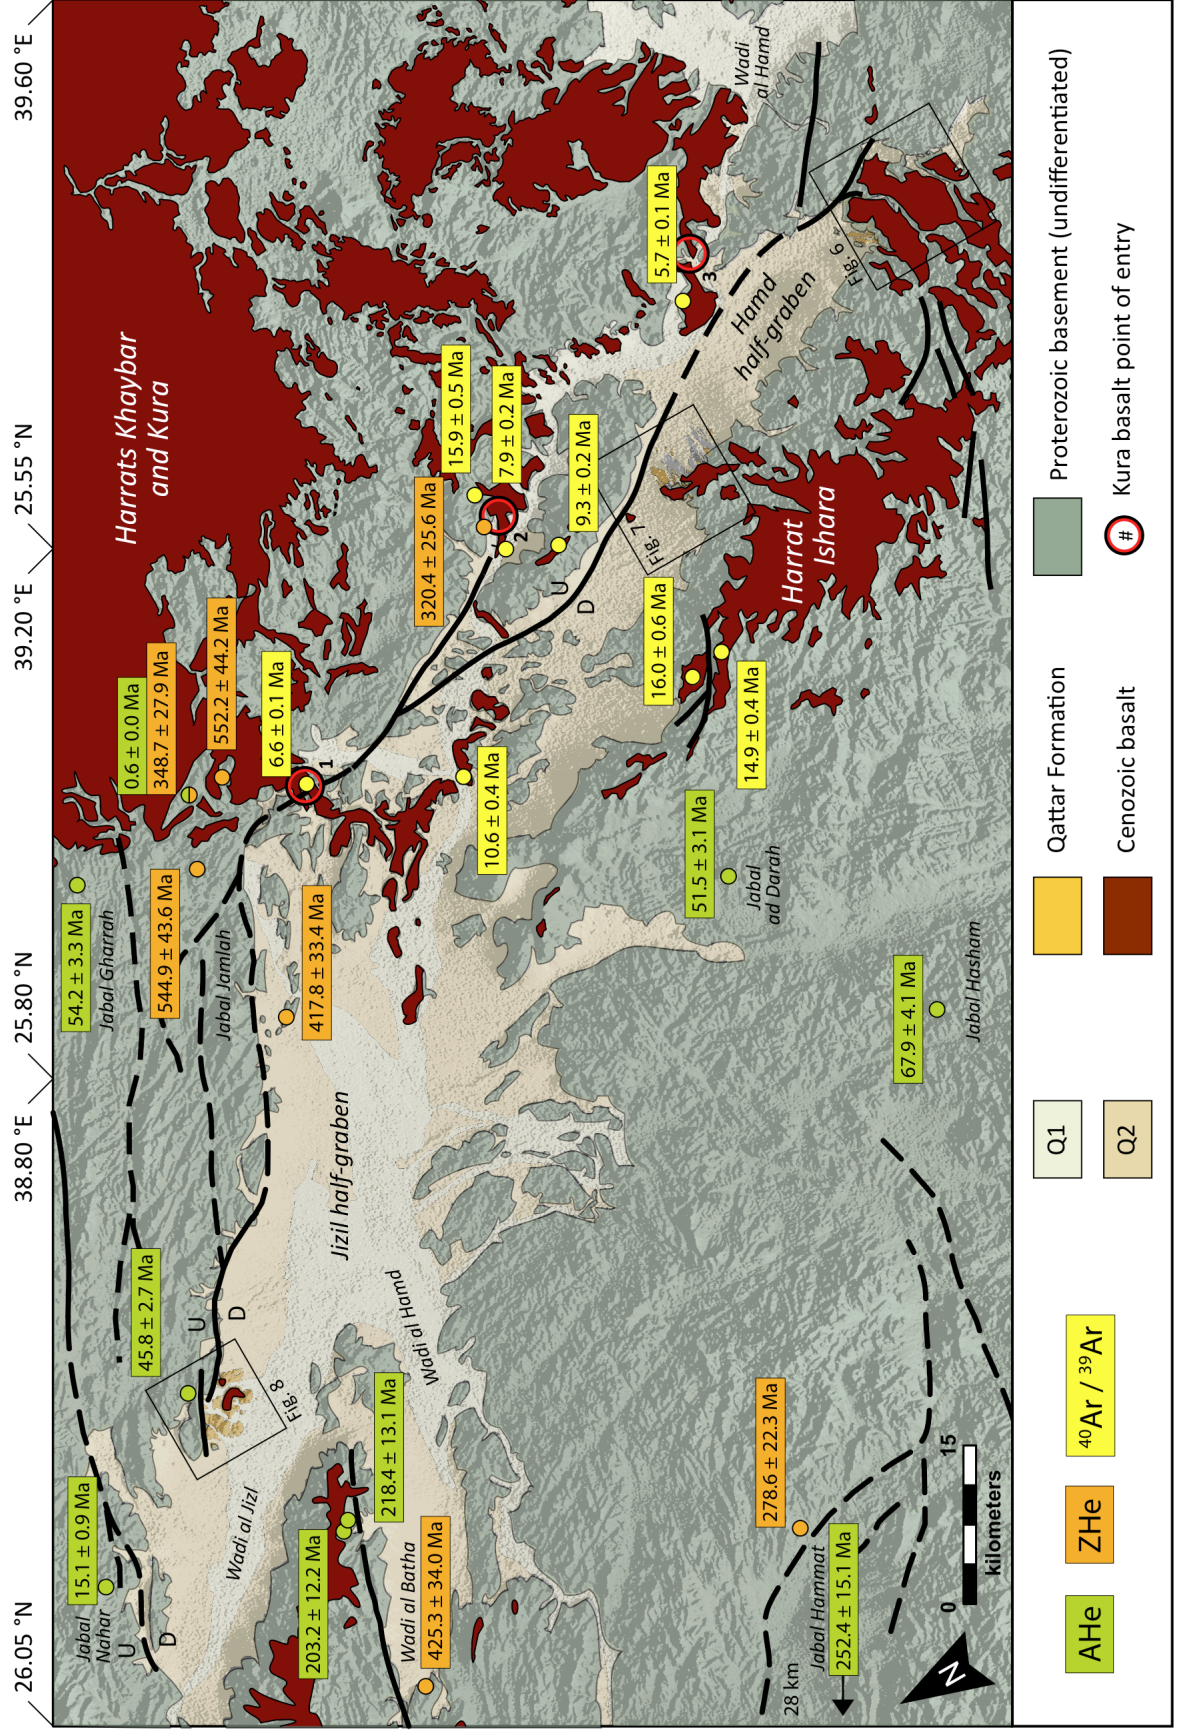 26.05 °N
38.80 °E
25.80 °N
39.20 °E
25.55 °N
39.60 °E
Harrats Khaybar
and Kura
15.1 ± 0.9 Ma
Jabal
Nahar
U
D
45.8 ± 2.7 Ma
U
D
Fig. 8
54.2 ± 3.3 Ma
Jabal Gharrah
544.9 ± 43.6 Ma
Jabal Jamlah
0.6 ± 0.0 Ma
348.7 ± 27.9 Ma
552.2 ± 44.2 Ma
6.6 ± 0.1 Ma
1
417.8 ± 33.4 Ma
Jizil half-graben
Wadi al Jizl
Wadi al Hamd
203.2 ± 12.2 Ma
218.4 ± 13.1 Ma
Wadi al Batha
425.3 ± 34.0 Ma
10.6 ± 0.4 Ma
320.4 ± 25.6 Ma
15.9 ± 0.5 Ma
7.9 ± 0.2 Ma
2
9.3 ± 0.2 Ma
U
D
Fig. 7
5.7 ± 0.1 Ma
3
Wadi
al Hamd
Hamd
half-graben
Fig. 6
16.0 ± 0.6 Ma
14.9 ± 0.4 Ma
Harrat
Ishara
51.5 ± 3.1 Ma
Jabal
ad Darah
67.9 ± 4.1 Ma
Jabal Hasham
278.6 ± 22.3 Ma
Jabal Hammat
252.4 ± 15.1 Ma
28 km
N
0
15
kilometers
AHe
ZHe
40Ar / 39Ar
Q1
Q2
Qattar Formation
Cenozoic basalt
Proterozoic basement (undifferentiated)
# Kura basalt point of entry